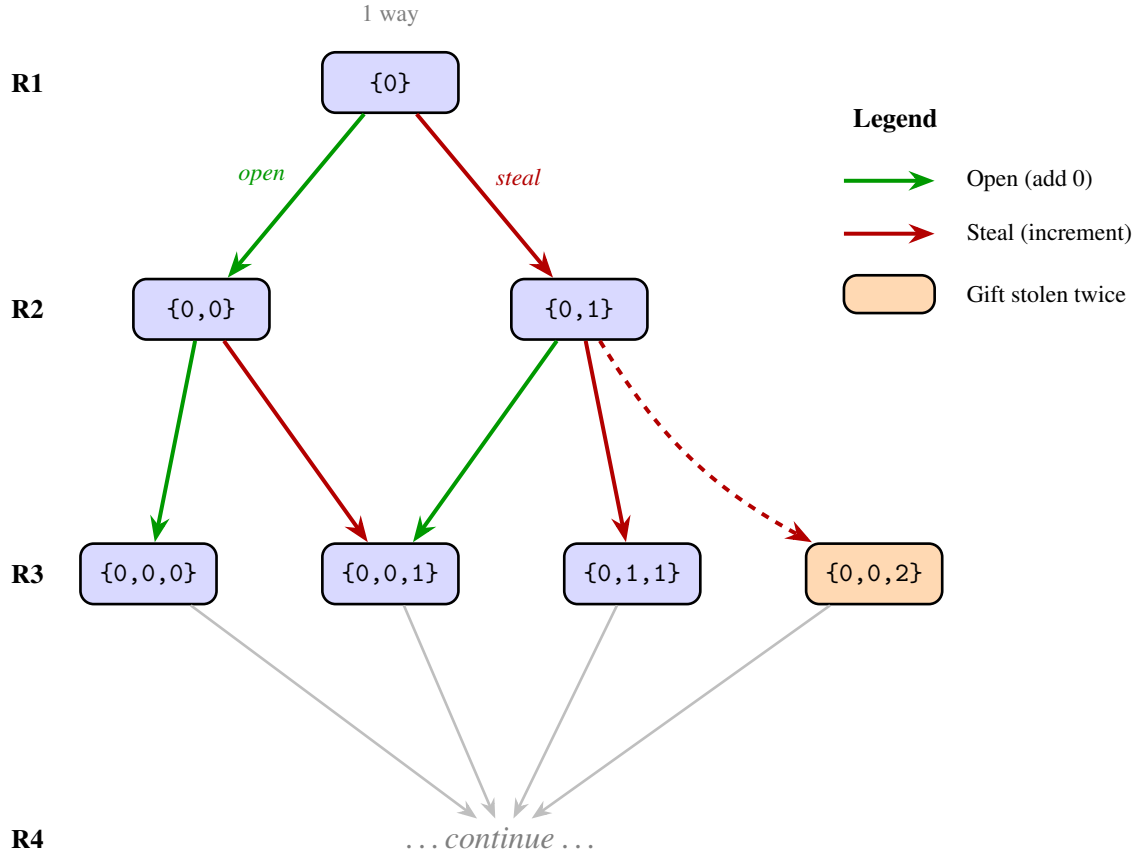 1 way
R1
{0}
Legend
open
steal
Open (add 0)
Steal (increment)
Gift stolen twice
R2
{0,0}
{0,1}
R3
{0,0,0}
{0,0,1}
{0,1,1}
{0,0,2}
R4
... continue ...